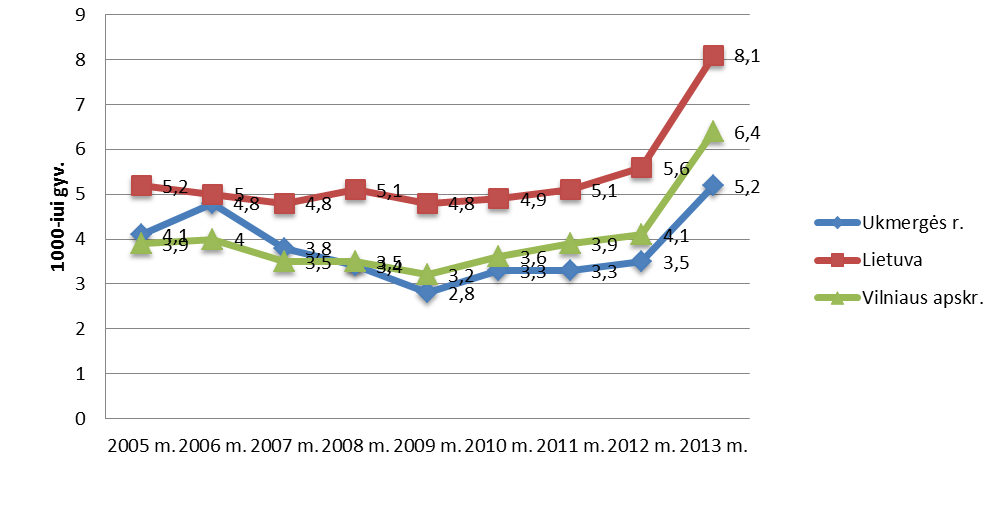 9
8
7
6
5
4
3
2
1
0
1000-iui gyv.
8,1
6,4
5,2
5,2 5 4,8 5,1 4,8 4,9 5,1 5,6
4,1 4,8 3,8 3,4 2,8 3,3 3,3 3,5
3,9 4 3,5 3,5 3,2 3,6 3,9 4,1
2005 m. 2006 m. 2007 m. 2008 m. 2009 m. 2010 m. 2011 m. 2012 m. 2013 m.
Ukmergės r.
Lietuva
Vilniaus apskr.